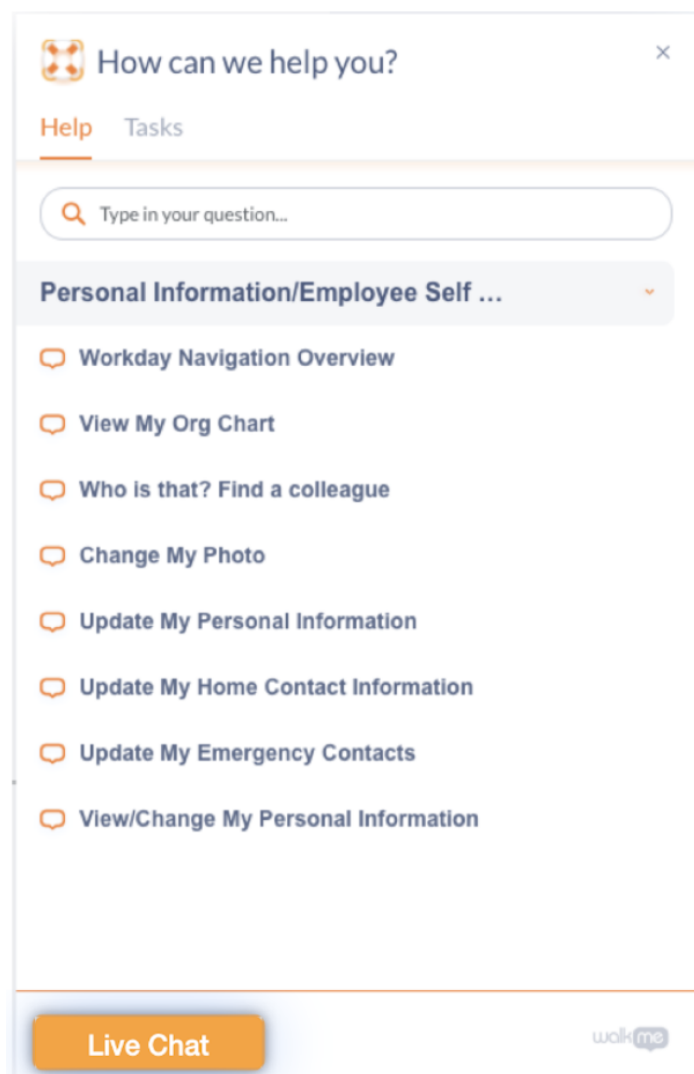 How can we help you?
Help Tasks
Type in your question...
Personal Information/Employee Self ...
Workday Navigation Overview
View My Org Chart
Who is that? Find a colleague
Change My Photo
Update My Personal Information
Update My Home Contact Information
Update My Emergency Contacts
View/Change My Personal Information
Live Chat
walkme